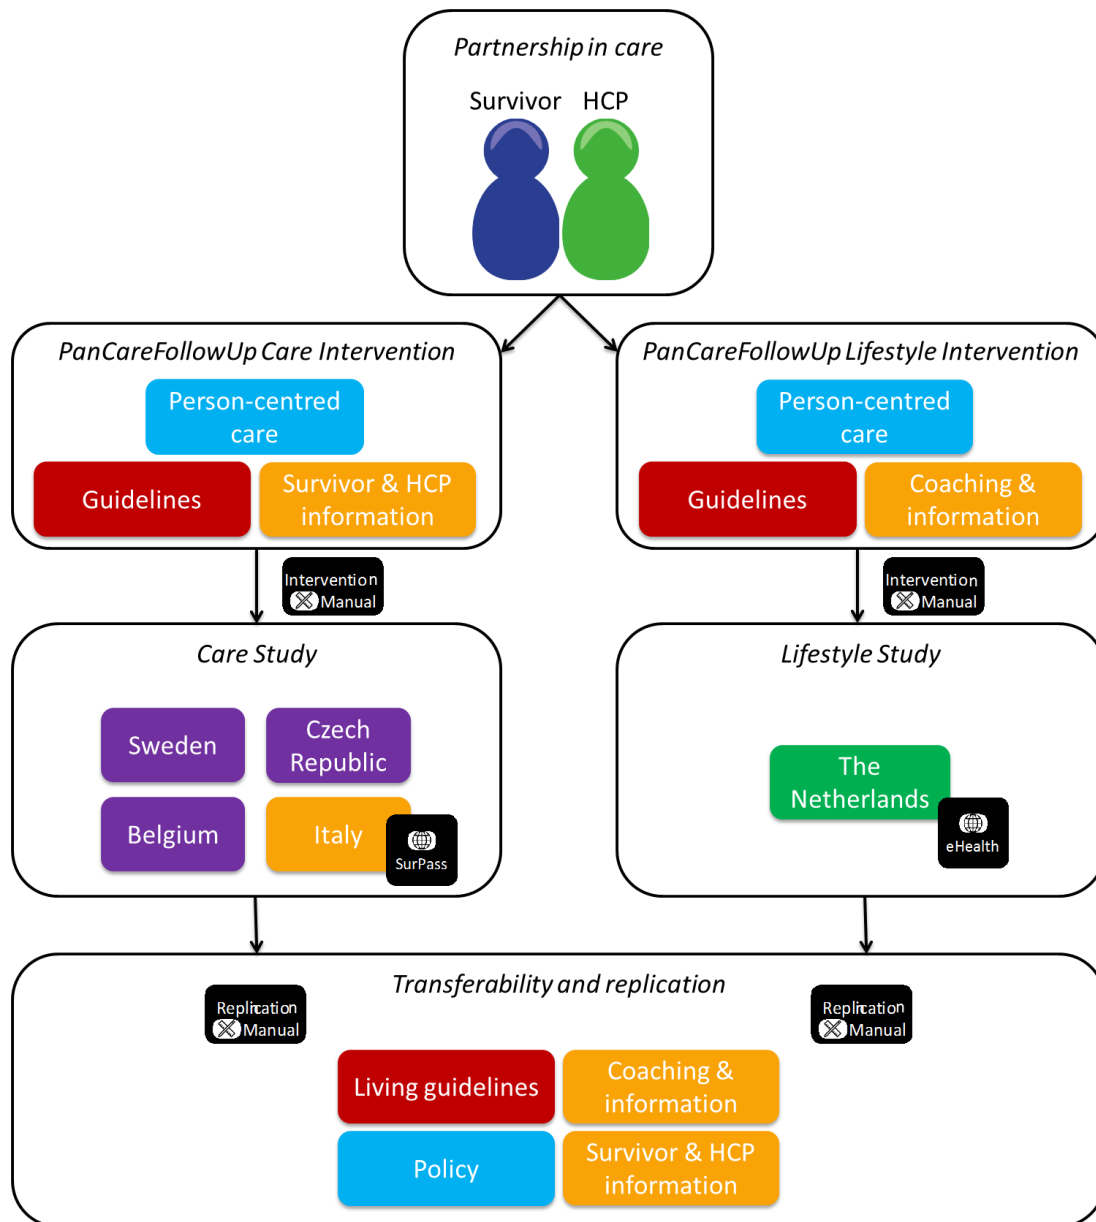 Partnership in care
Survivor HCP
PanCareFollowUp Care Intervention
Person-centred
care
Guidelines
Survivor & HCP
information
PanCareFollowUp Lifestyle Intervention
Person-centred
care
Guidelines
Coaching &
information
Intervention
Manual
Intervention
Manual
Care Study
Sweden
Czech
Republic
Belgium
Italy
SurPass
Lifestyle Study
The
Netherlands
eHealth
Transferability and replication
Replication
Manual
Replication
Manual
Living guidelines
Coaching &
information
Policy
Survivor & HCP
information